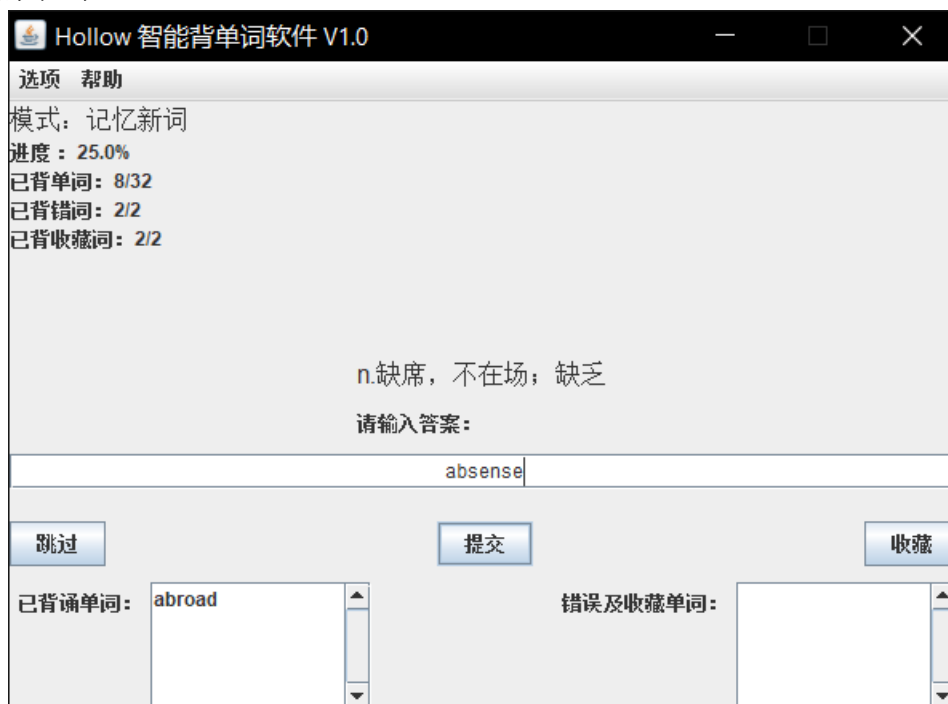 Hollow 智能背单词软件 V1.0
选项 帮助
模式：记忆新词
进度：25.0%
已背单词：8/32
已背错词：2/2
已背收藏词：2/2
n.缺席，不在场；缺乏
请输入答案：
absense
跳过 提交 收藏
已背诵单词： abroad 错误及收藏单词：